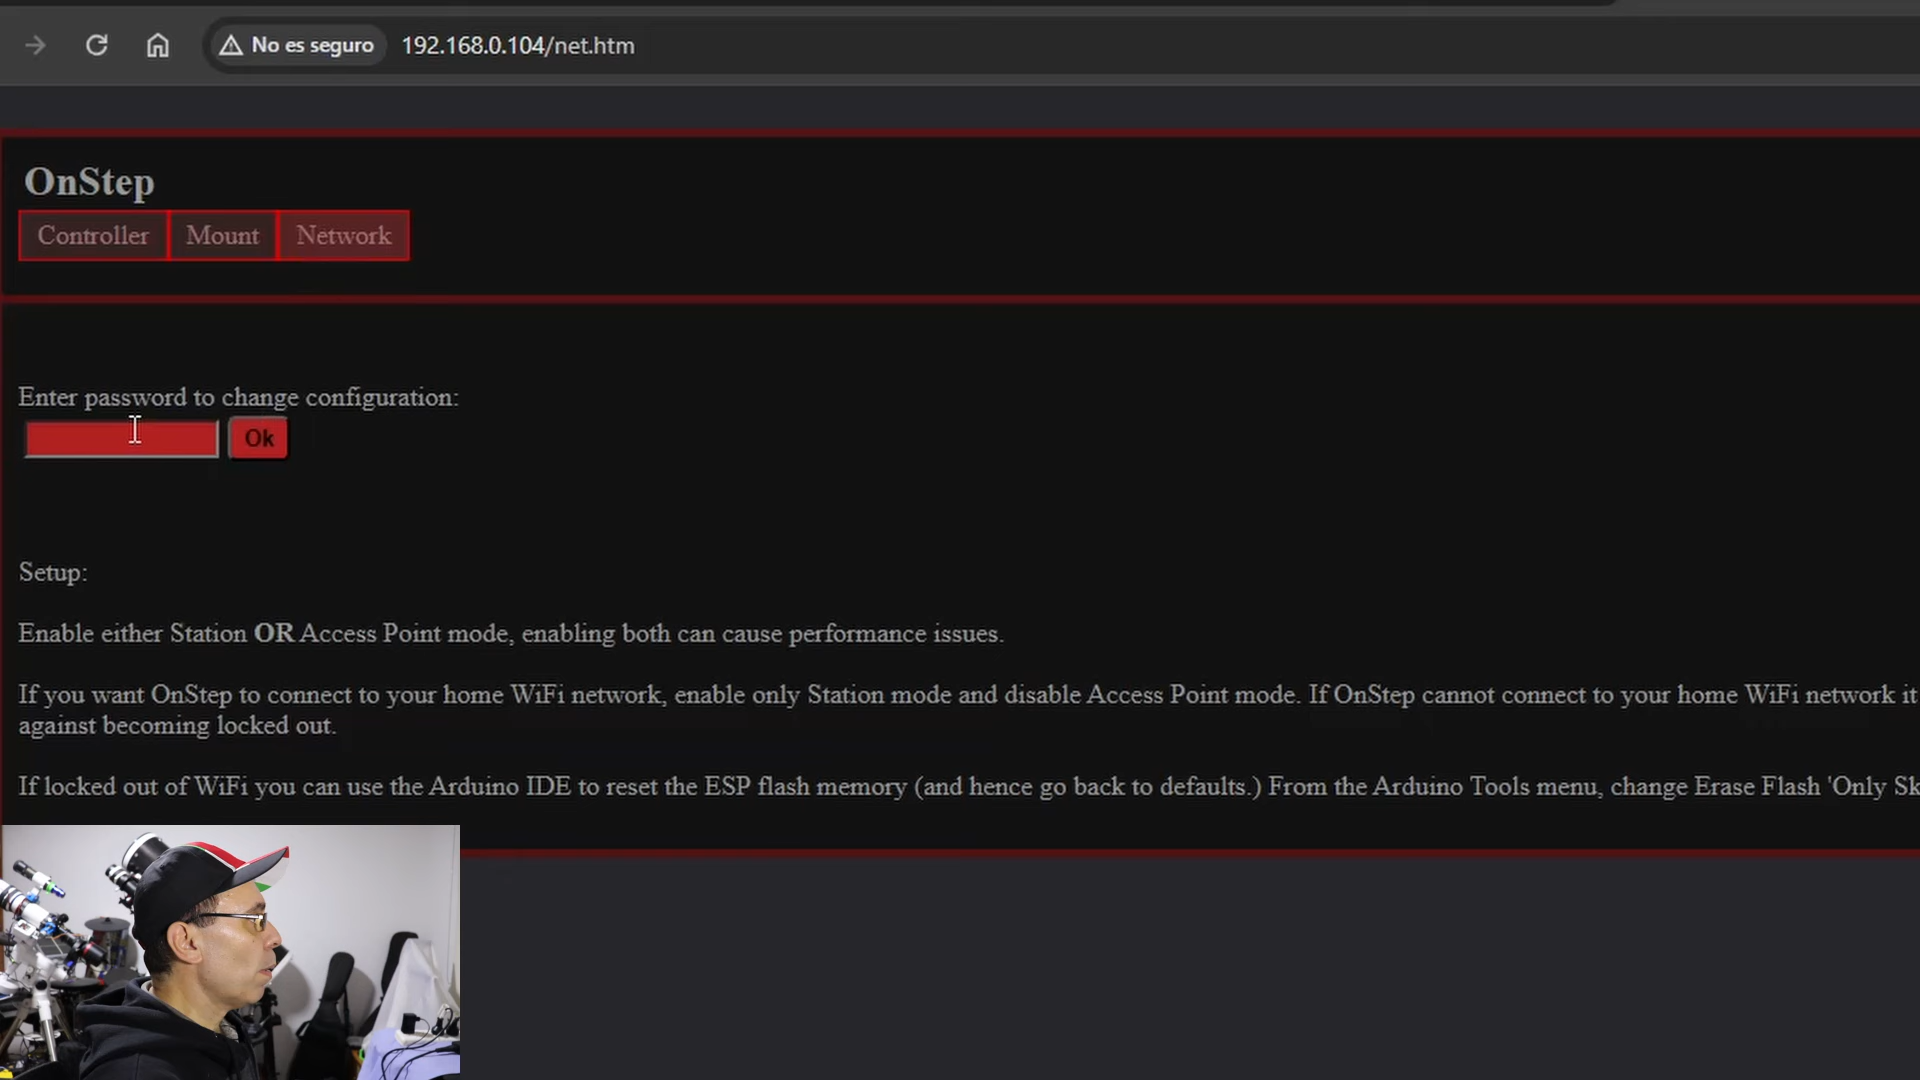 No es seguro 192.168.0.104/net.htm
OnStep
Controller Mount Network
Enter password to change configuration:
Ok
Setup:
Enable either Station OR Access Point mode, enabling both can cause performance issues.
If you want OnStep to connect to your home WiFi network, enable only Station mode and disable Access Point mode. If OnStep cannot connect to your home WiFi network it
against becoming locked out.
If locked out of WiFi you can use the Arduino IDE to reset the ESP flash memory (and hence go back to defaults.) From the Arduino Tools menu, change Erase Flash 'Only Sk